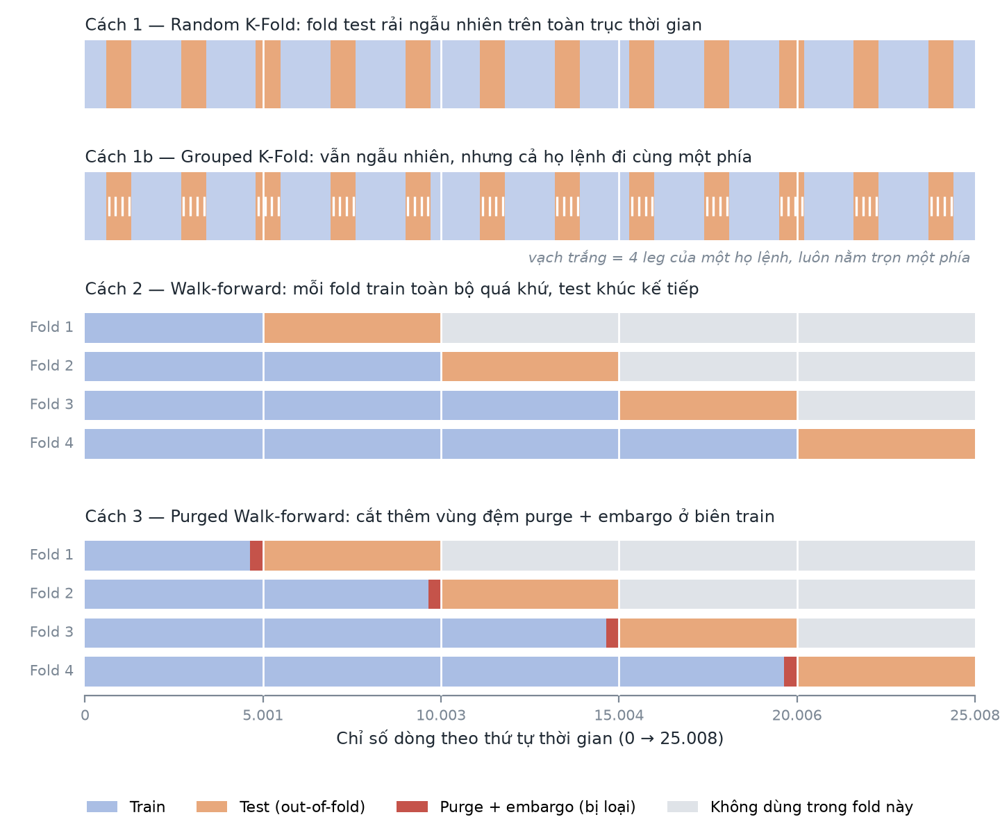 Cách 1 — Random K-Fold: fold test rải ngẫu nhiên trên toàn trục thời gian
Cách 1b — Grouped K-Fold: vẫn ngẫu nhiên, nhưng cả họ lệnh đi cùng một phía
vạch trắng = 4 leg của một họ lệnh, luôn nằm trọn một phía
Cách 2 — Walk-forward: mỗi fold train toàn bộ quá khứ, test khúc kế tiếp
Fold 1
Fold 2
Fold 3
Fold 4
Cách 3 — Purged Walk-forward: cắt thêm vùng đệm purge + embargo ở biên train
Fold 1
Fold 2
Fold 3
Fold 4
0 5.001 10.003 15.004 20.006 25.008
Chỉ số dòng theo thứ tự thời gian (0 → 25.008)
Train Test (out-of-fold) Purge + embargo (bị loại) Không dùng trong fold này